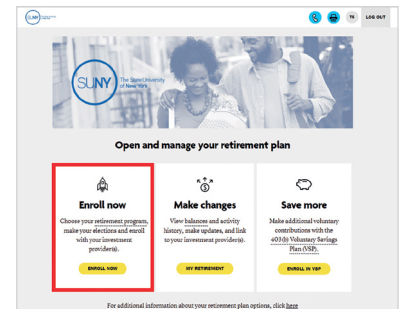 SUNY
TS LOG OUT
SUNY The State University
of New York
Open and manage your retirement plan
Enroll now
Choose your retirement program,
make your elections and enroll
with your investment
provider(s).
ENROLL NOW
Make changes
View balances and activity
history, make updates, and link
to your investment provider(s).
MY RETIREMENT
Save more
Make additional voluntary
contributions with the
403(b) Voluntary Savings
Plan (VSP).
ENROLL IN VSP
For additional information about your retirement plan options, click here